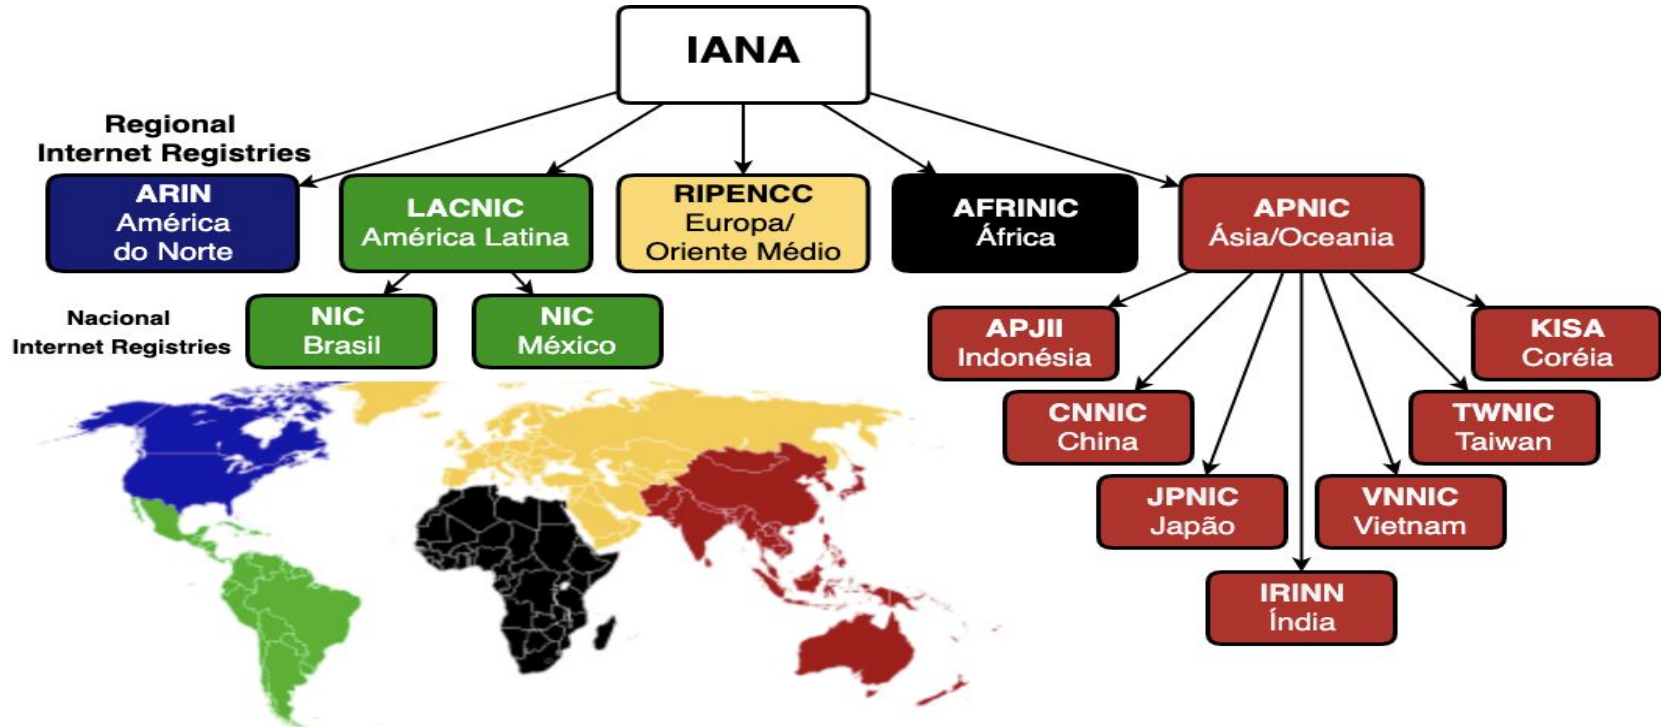 IANA
Regional
Internet Registries
ARIN
América
do Norte
LACNIC
América Latina
RIPENCC
Europa/
Oriente Médio
AFRINIC
África
APNIC
Ásia/Oceania
Nacional
Internet Registries
NIC
Brasil
NIC
México
APJII
Indonésia
KISA
Coréia
CNNIC
China
TWNIC
Taiwan
JPNIC
Japão
VNNIC
Vietnam
IRINN
Índia